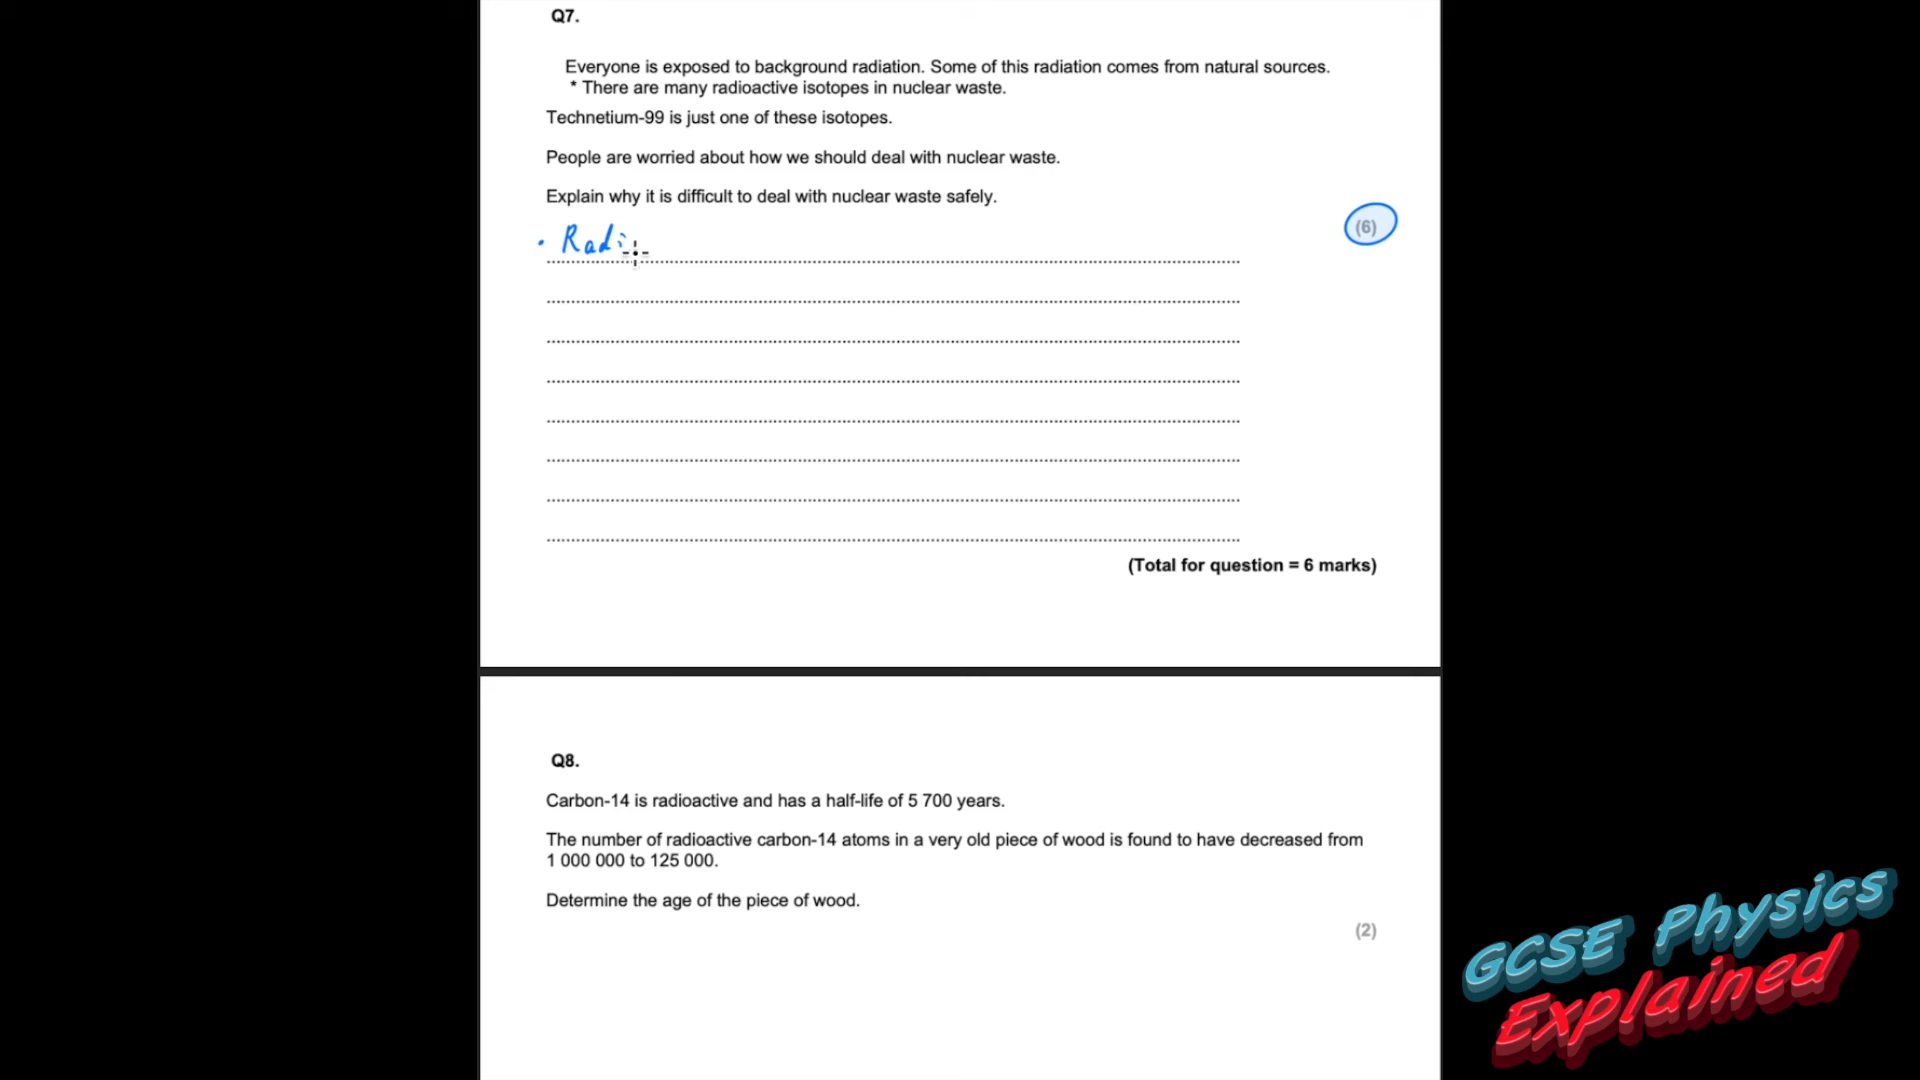 Q7.
Everyone is exposed to background radiation. Some of this radiation comes from natural sources.
* There are many radioactive isotopes in nuclear waste.
Technetium-99 is just one of these isotopes.
People are worried about how we should deal with nuclear waste.
Explain why it is difficult to deal with nuclear waste safely.
(6)
• Radi
(Total for question = 6 marks)
Q8.
Carbon-14 is radioactive and has a half-life of 5 700 years.
The number of radioactive carbon-14 atoms in a very old piece of wood is found to have decreased from
1 000 000 to 125 000.
Determine the age of the piece of wood.
(2)
GCSE Physics
Explained